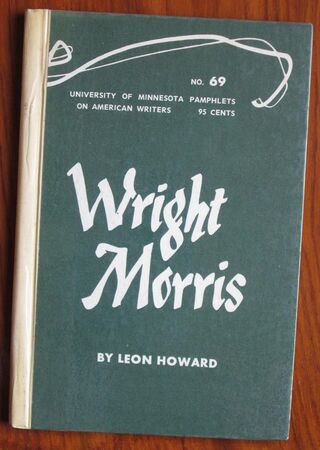 NO. 69
UNIVERSITY OF MINNESOTA PAMPHLETS
ON AMERICAN WRITERS 95 CENTS
Wright
Morris
BY LEON HOWARD